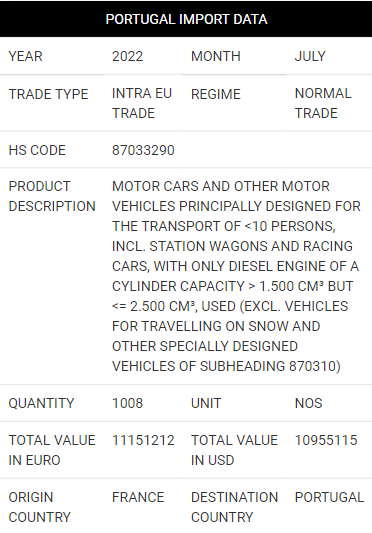 PORTUGAL IMPORT DATA
YEAR 2022 MONTH JULY
TRADE TYPE INTRA EU TRADE REGIME NORMAL TRADE
HS CODE 87033290
PRODUCT DESCRIPTION
MOTOR CARS AND OTHER MOTOR
VEHICLES PRINCIPALLY DESIGNED FOR
THE TRANSPORT OF <10 PERSONS,
INCL. STATION WAGONS AND RACING
CARS, WITH ONLY DIESEL ENGINE OF A
CYLINDER CAPACITY > 1.500 CM³ BUT
<= 2.500 CM³, USED (EXCL. VEHICLES
FOR TRAVELLING ON SNOW AND
OTHER SPECIALLY DESIGNED
VEHICLES OF SUBHEADING 870310)
QUANTITY 1008 UNIT NOS
TOTAL VALUE IN EURO 11151212 TOTAL VALUE IN USD 10955115
ORIGIN COUNTRY FRANCE DESTINATION COUNTRY PORTUGAL